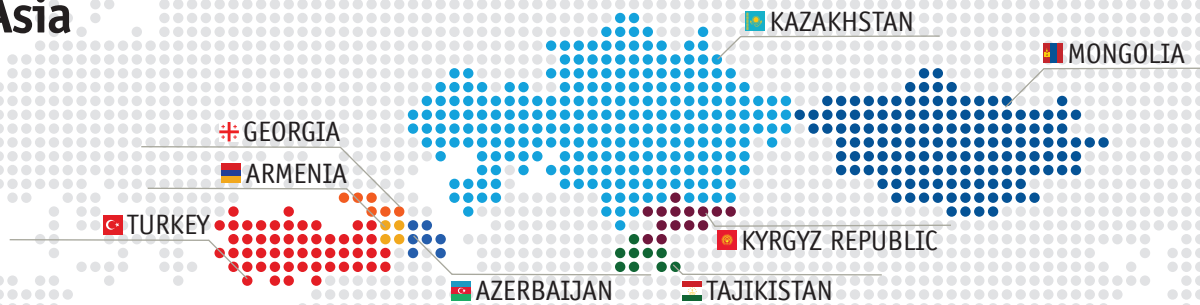 Asia
KAZAKHSTAN
MONGOLIA
GEORGIA
ARMENIA
TURKEY
KYRGYZ REPUBLIC
AZERBAIJAN
TAJIKISTAN